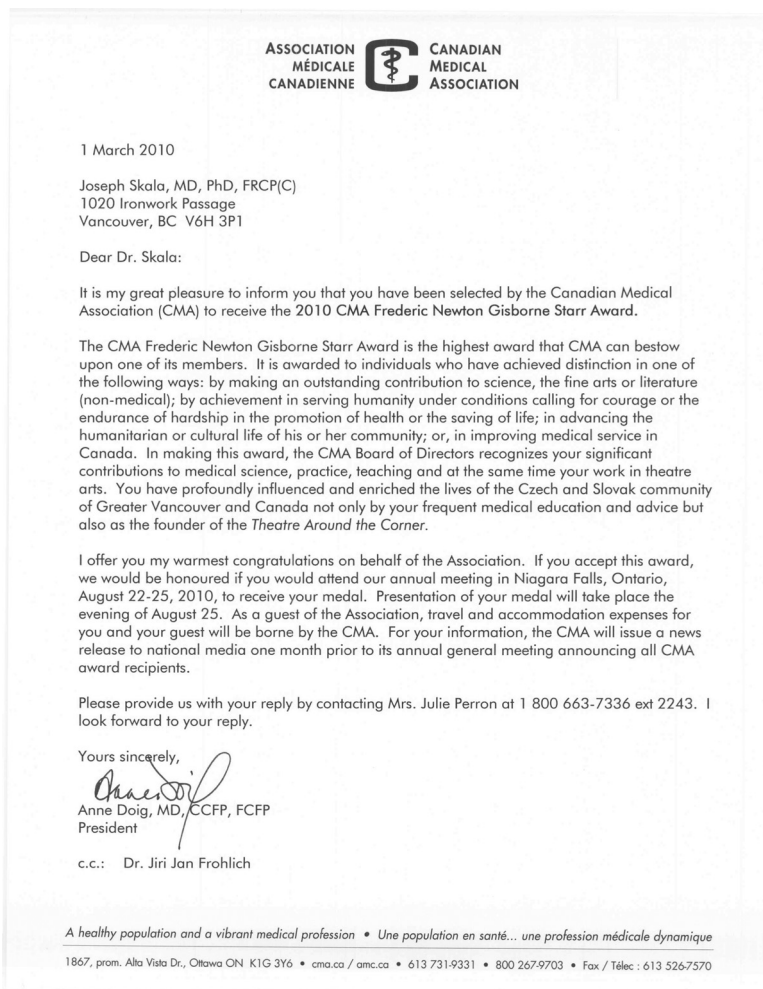 ASSOCIATION
MÉDICALE
CANADIENNE
CANADIAN
MEDICAL
ASSOCIATION
1 March 2010
Joseph Skala, MD, PhD, FRCP(C)
1020 Ironwork Passage
Vancouver, BC V6H 3P1
Dear Dr. Skala:
It is my great pleasure to inform you that you have been selected by the Canadian Medical
Association (CMA) to receive the 2010 CMA Frederic Newton Gisborne Starr Award.
The CMA Frederic Newton Gisborne Starr Award is the highest award that CMA can bestow
upon one of its members. It is awarded to individuals who have achieved distinction in one of
the following ways: by making an outstanding contribution to science, the fine arts or literature
(non-medical); by achievement in serving humanity under conditions calling for courage or the
endurance of hardship in the promotion of health or the saving of life; in advancing the
humanitarian or cultural life of his or her community; or, in improving medical service in
Canada. In making this award, the CMA Board of Directors recognizes your significant
contributions to medical science, practice, teaching and at the same time your work in theatre
arts. You have profoundly influenced and enriched the lives of the Czech and Slovak community
of Greater Vancouver and Canada not only by your frequent medical education and advice but
also as the founder of the Theatre Around the Corner.
I offer you my warmest congratulations on behalf of the Association. If you accept this award,
we would be honoured if you would attend our annual meeting in Niagara Falls, Ontario,
August 22-25, 2010, to receive your medal. Presentation of your medal will take place the
evening of August 25. As a guest of the Association, travel and accommodation expenses for
you and your guest will be borne by the CMA. For your information, the CMA will issue a news
release to national media one month prior to its annual general meeting announcing all CMA
award recipients.
Please provide us with your reply by contacting Mrs. Julie Perron at 1 800 663-7336 ext 2243. I
look forward to your reply.
Yours sincerely,
Anne Doig
Anne Doig, MD, CCFP, FCFP
President
c.c.: Dr. Jiri Jan Frohlich
A healthy population and a vibrant medical profession • Une population en santé... une profession médicale dynamique
1867, prom. Alta Vista Dr., Ottawa ON K1G 3Y6 • cma.ca / amc.ca • 613 731-9331 • 800 267-9703 • Fax / Télec : 613 526-7570